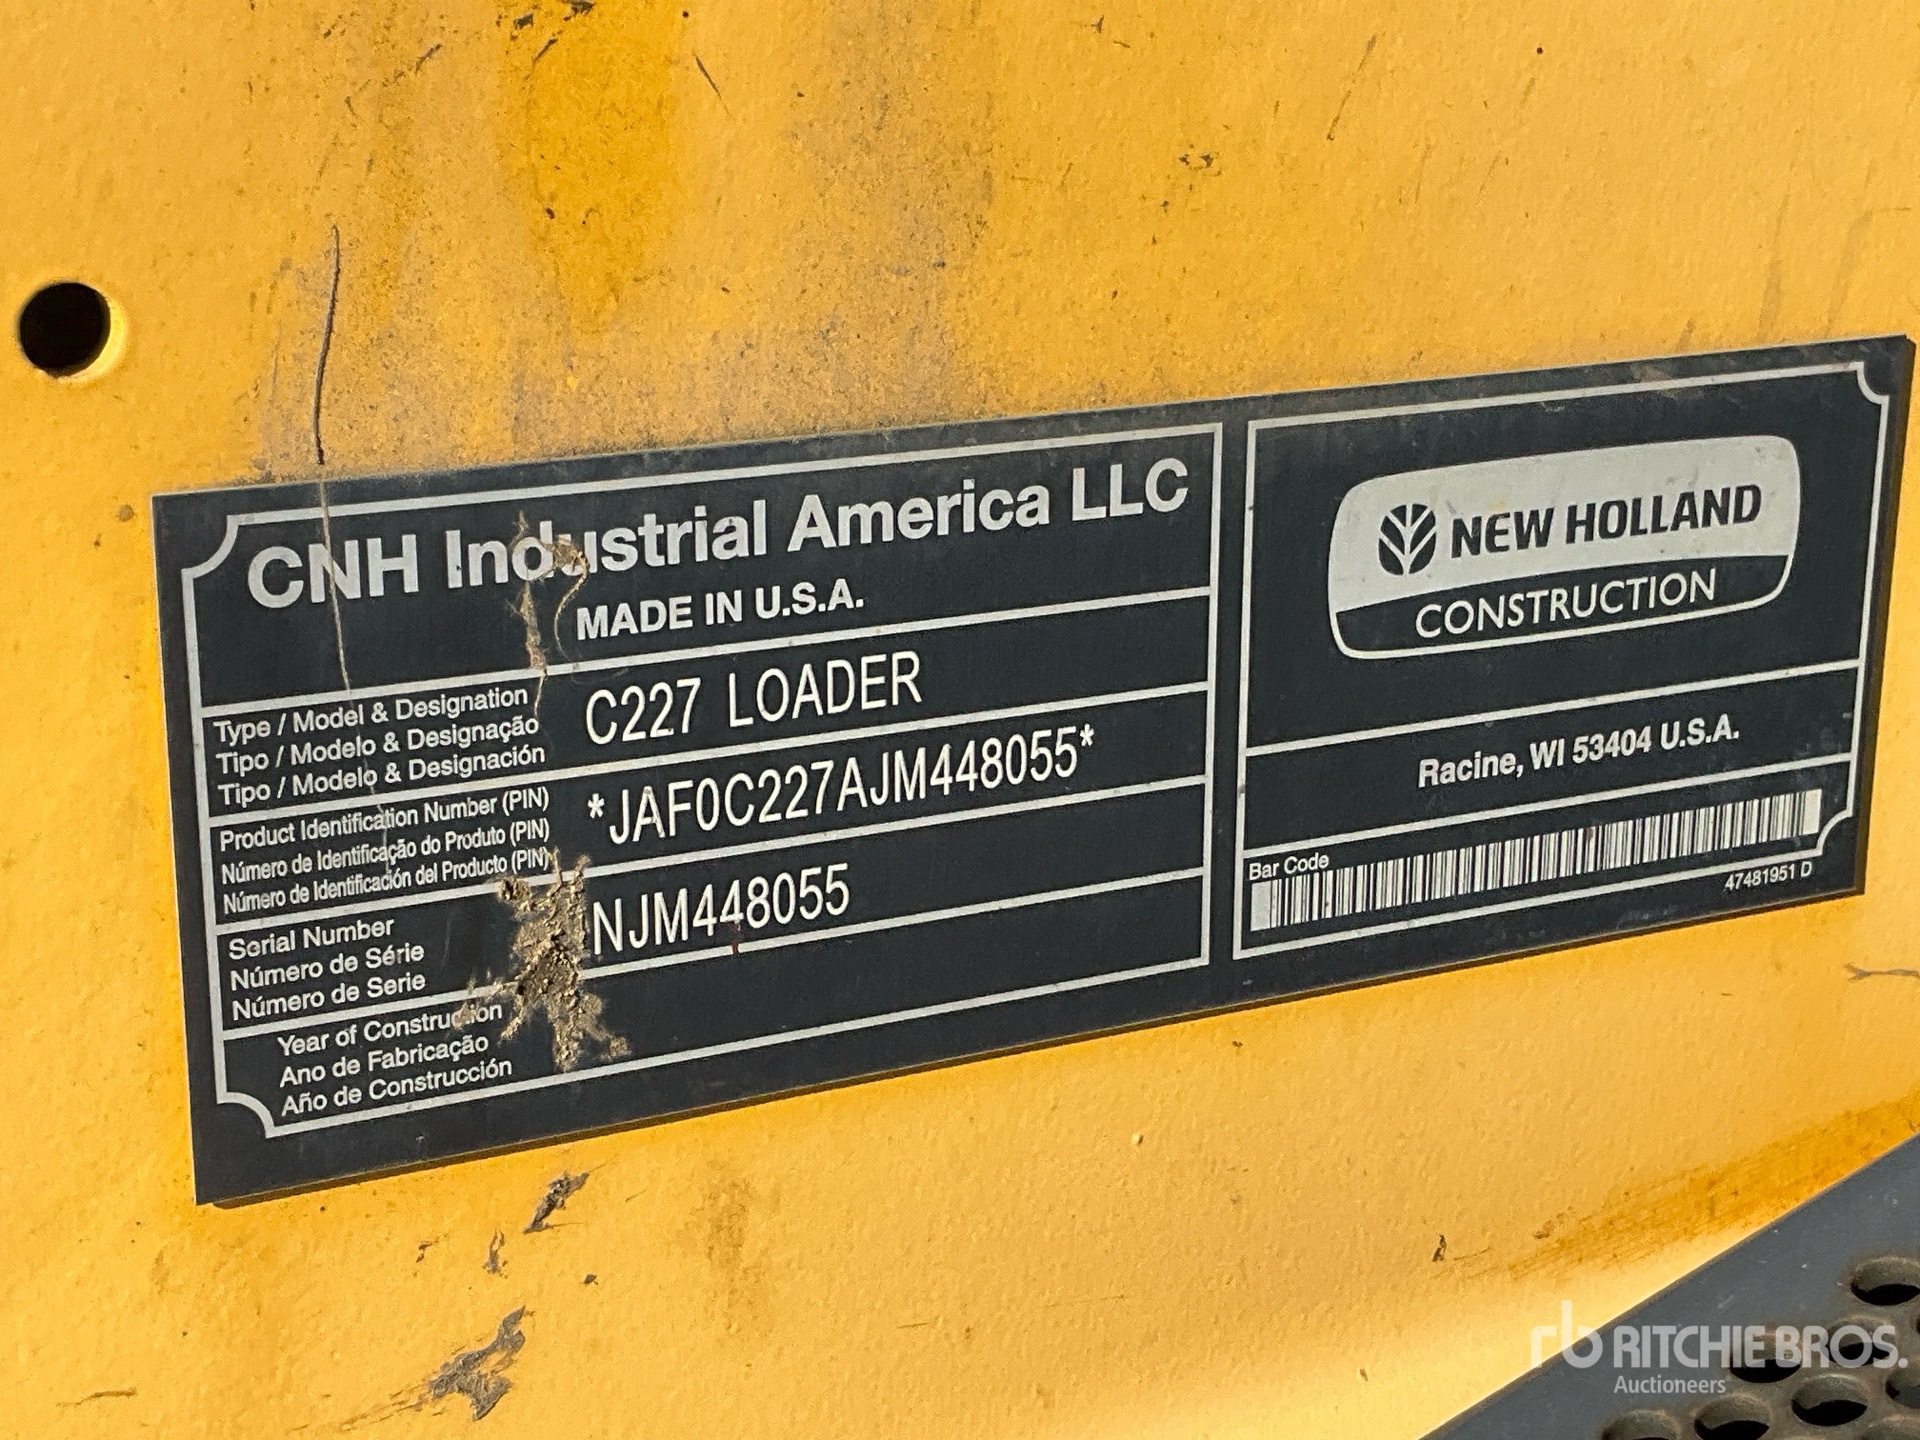 CNH Industrial America LLC
MADE IN U.S.A.
Type / Model & Designation
Tipo / Modelo & Designação
Tipo / Modelo & Designación
C227 LOADER
Product Identification Number (PIN)
Número de Identificação do Produto (PIN)
Número de Identificación del Producto (PIN)
*JAF0C227AJM448055*
Serial Number
Número de Série
Número de Serie
NJM448055
Year of Construction
Ano de Fabricação
Año de Construcción
NEW HOLLAND
CONSTRUCTION
Racine, WI 53404 U.S.A.
Bar Code
47481951 D
rb RITCHIE BROS.
Auctioneers